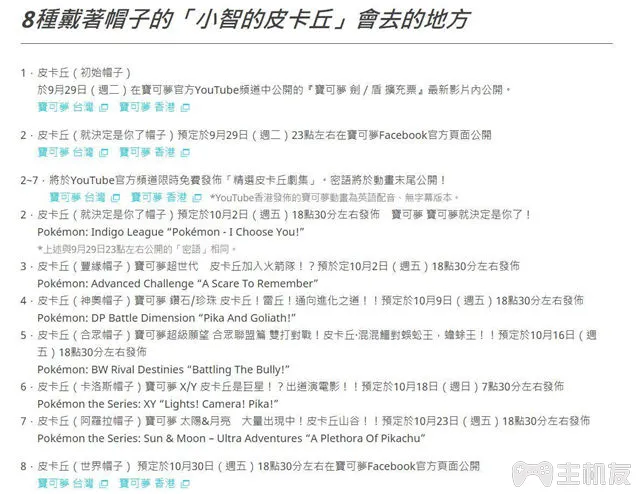 8種戴著帽子的「小智的皮卡丘」會去的地方
1．皮卡丘（初始帽子）
於9月29日（週二）在寶可夢官方YouTube頻道中公開的『寶可夢 劍／盾 擴充票』最新影片內公開。
寶可夢 台灣 寶可夢 香港
2．皮卡丘（就決定是你了帽子）預定於9月29日（週二）23點左右在寶可夢Facebook官方頁面公開
寶可夢 台灣 寶可夢 香港
2~7．將於YouTube官方頻道限時免費發佈「精選皮卡丘劇集」。密語將於動畫末尾公開！
寶可夢 台灣 寶可夢 香港 *YouTube香港發佈的寶可夢動畫為英語配音、無字幕版本。
2．皮卡丘（就決定是你了帽子）預定於10月2日（週五）18點30分左右發佈　寶可夢 寶可夢就決定是你了！
Pokémon: Indigo League “Pokémon - I Choose You!”
*上述與9月29日23點左右公開的「密語」相同。
3．皮卡丘（豐緣帽子）寶可夢超世代　皮卡丘加入火箭隊！？預於定10月2日（週五）18點30分左右發佈
Pokémon: Advanced Challenge “A Scare To Remember”
4．皮卡丘（神奧帽子）寶可夢 鑽石/珍珠 皮卡丘！雷丘！通向進化之道！！預定於10月9日（週五）18點30分左右發佈
Pokémon: DP Battle Dimension “Pika And Goliath!”
5．皮卡丘（合眾帽子）寶可夢超級願望 合眾聯盟篇 雙打對戰！皮卡丘·混混鱷對蜈蚣王，蟾蜍王！！預定於10月16日（週
五）18點30分左右發佈
Pokémon: BW Rival Destinies “Battling The Bully!”
6．皮卡丘（卡洛斯帽子）寶可夢 X/Y 皮卡丘是巨星！？出道演電影！！預定於10月18日（週日）7點30分左右發佈
Pokémon the Series: XY “Lights! Camera! Pika!”
7．皮卡丘（阿羅拉帽子）寶可夢 太陽&月亮　大量出現中！皮卡丘山谷！！預定於10月23日（週五）18點30分左右發佈
Pokémon the Series: Sun & Moon – Ultra Adventures “A Plethora Of Pikachu”
8．皮卡丘（世界帽子） 預定於10月30日（週五）18點30分左右在寶可夢Facebook官方頁面公開
寶可夢 台灣 寶可夢 香港
主机友